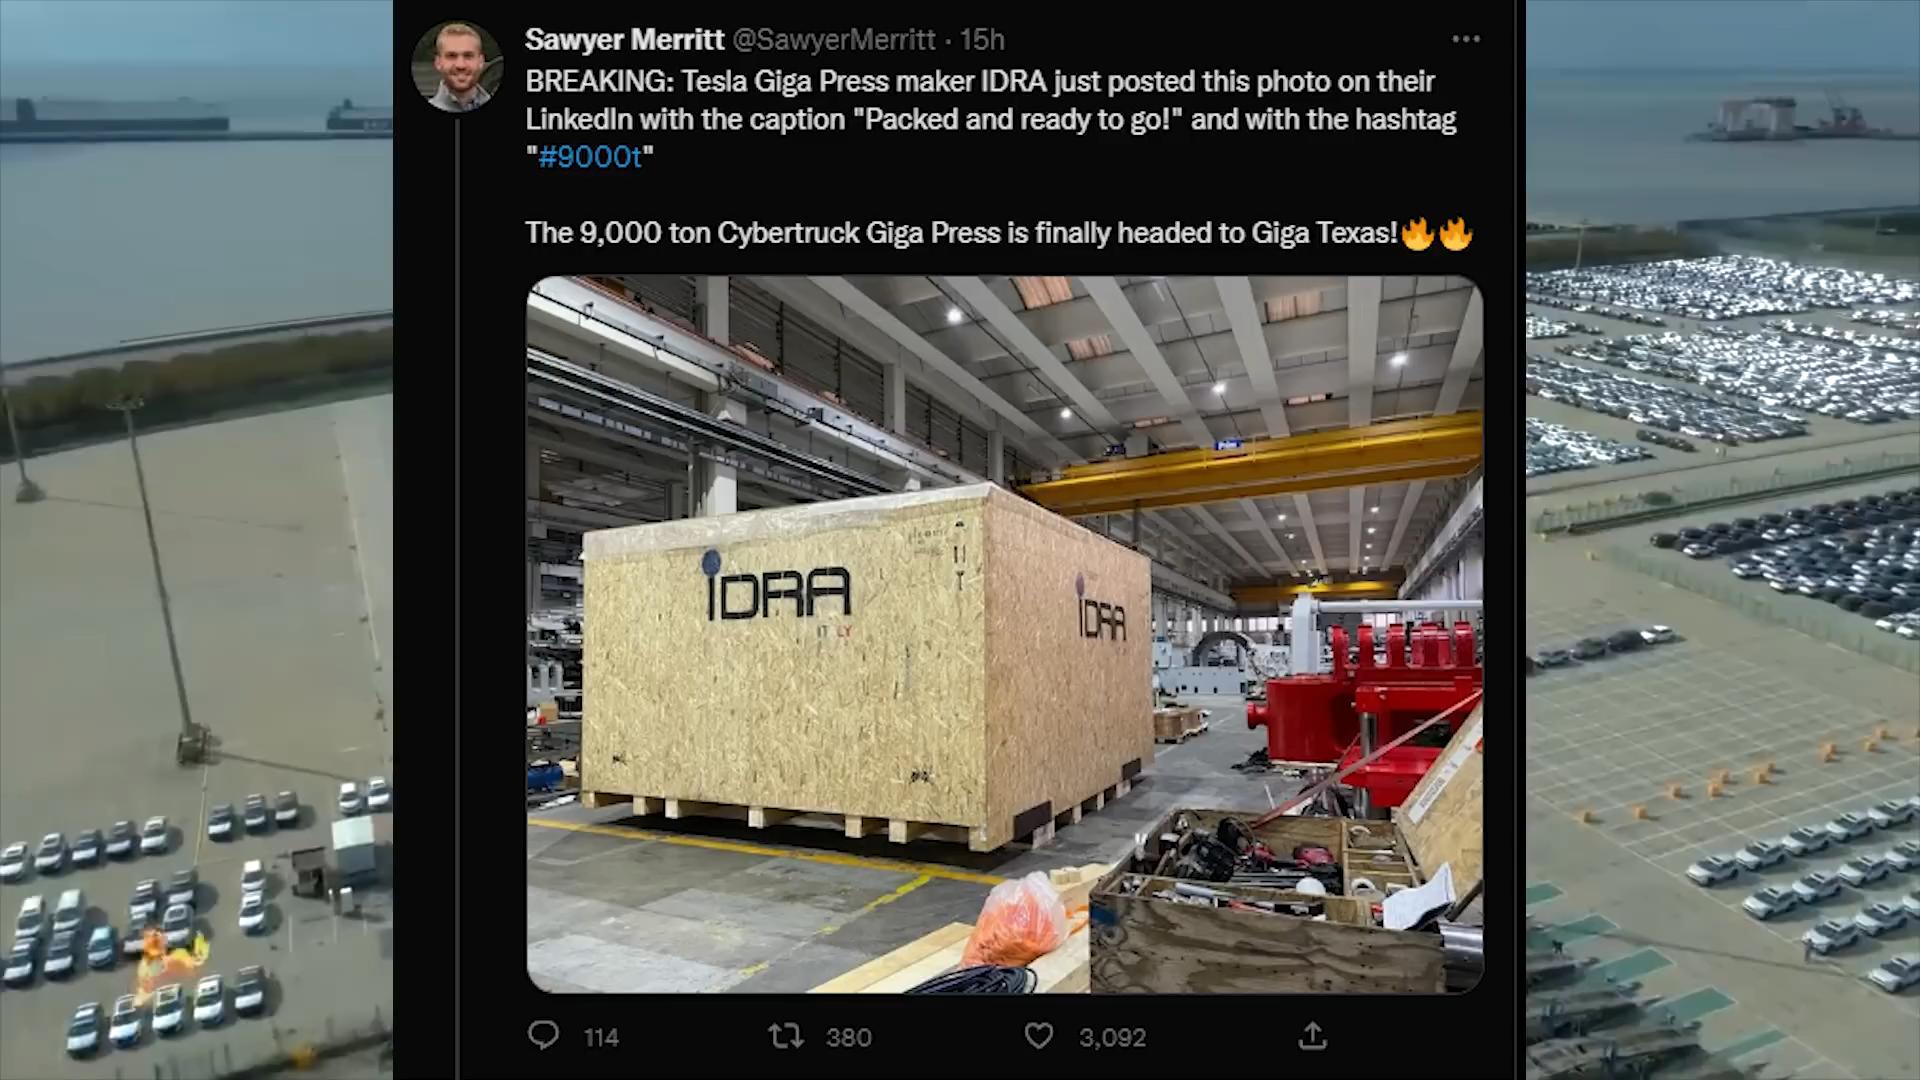 Sawyer Merritt @SawyerMerritt · 15h
BREAKING: Tesla Giga Press maker IDRA just posted this photo on their
LinkedIn with the caption "Packed and ready to go!" and with the hashtag
"#9000t"
The 9,000 ton Cybertruck Giga Press is finally headed to Giga Texas!🔥🔥
iDRA
ITALY
iDRA
114
380
3,092